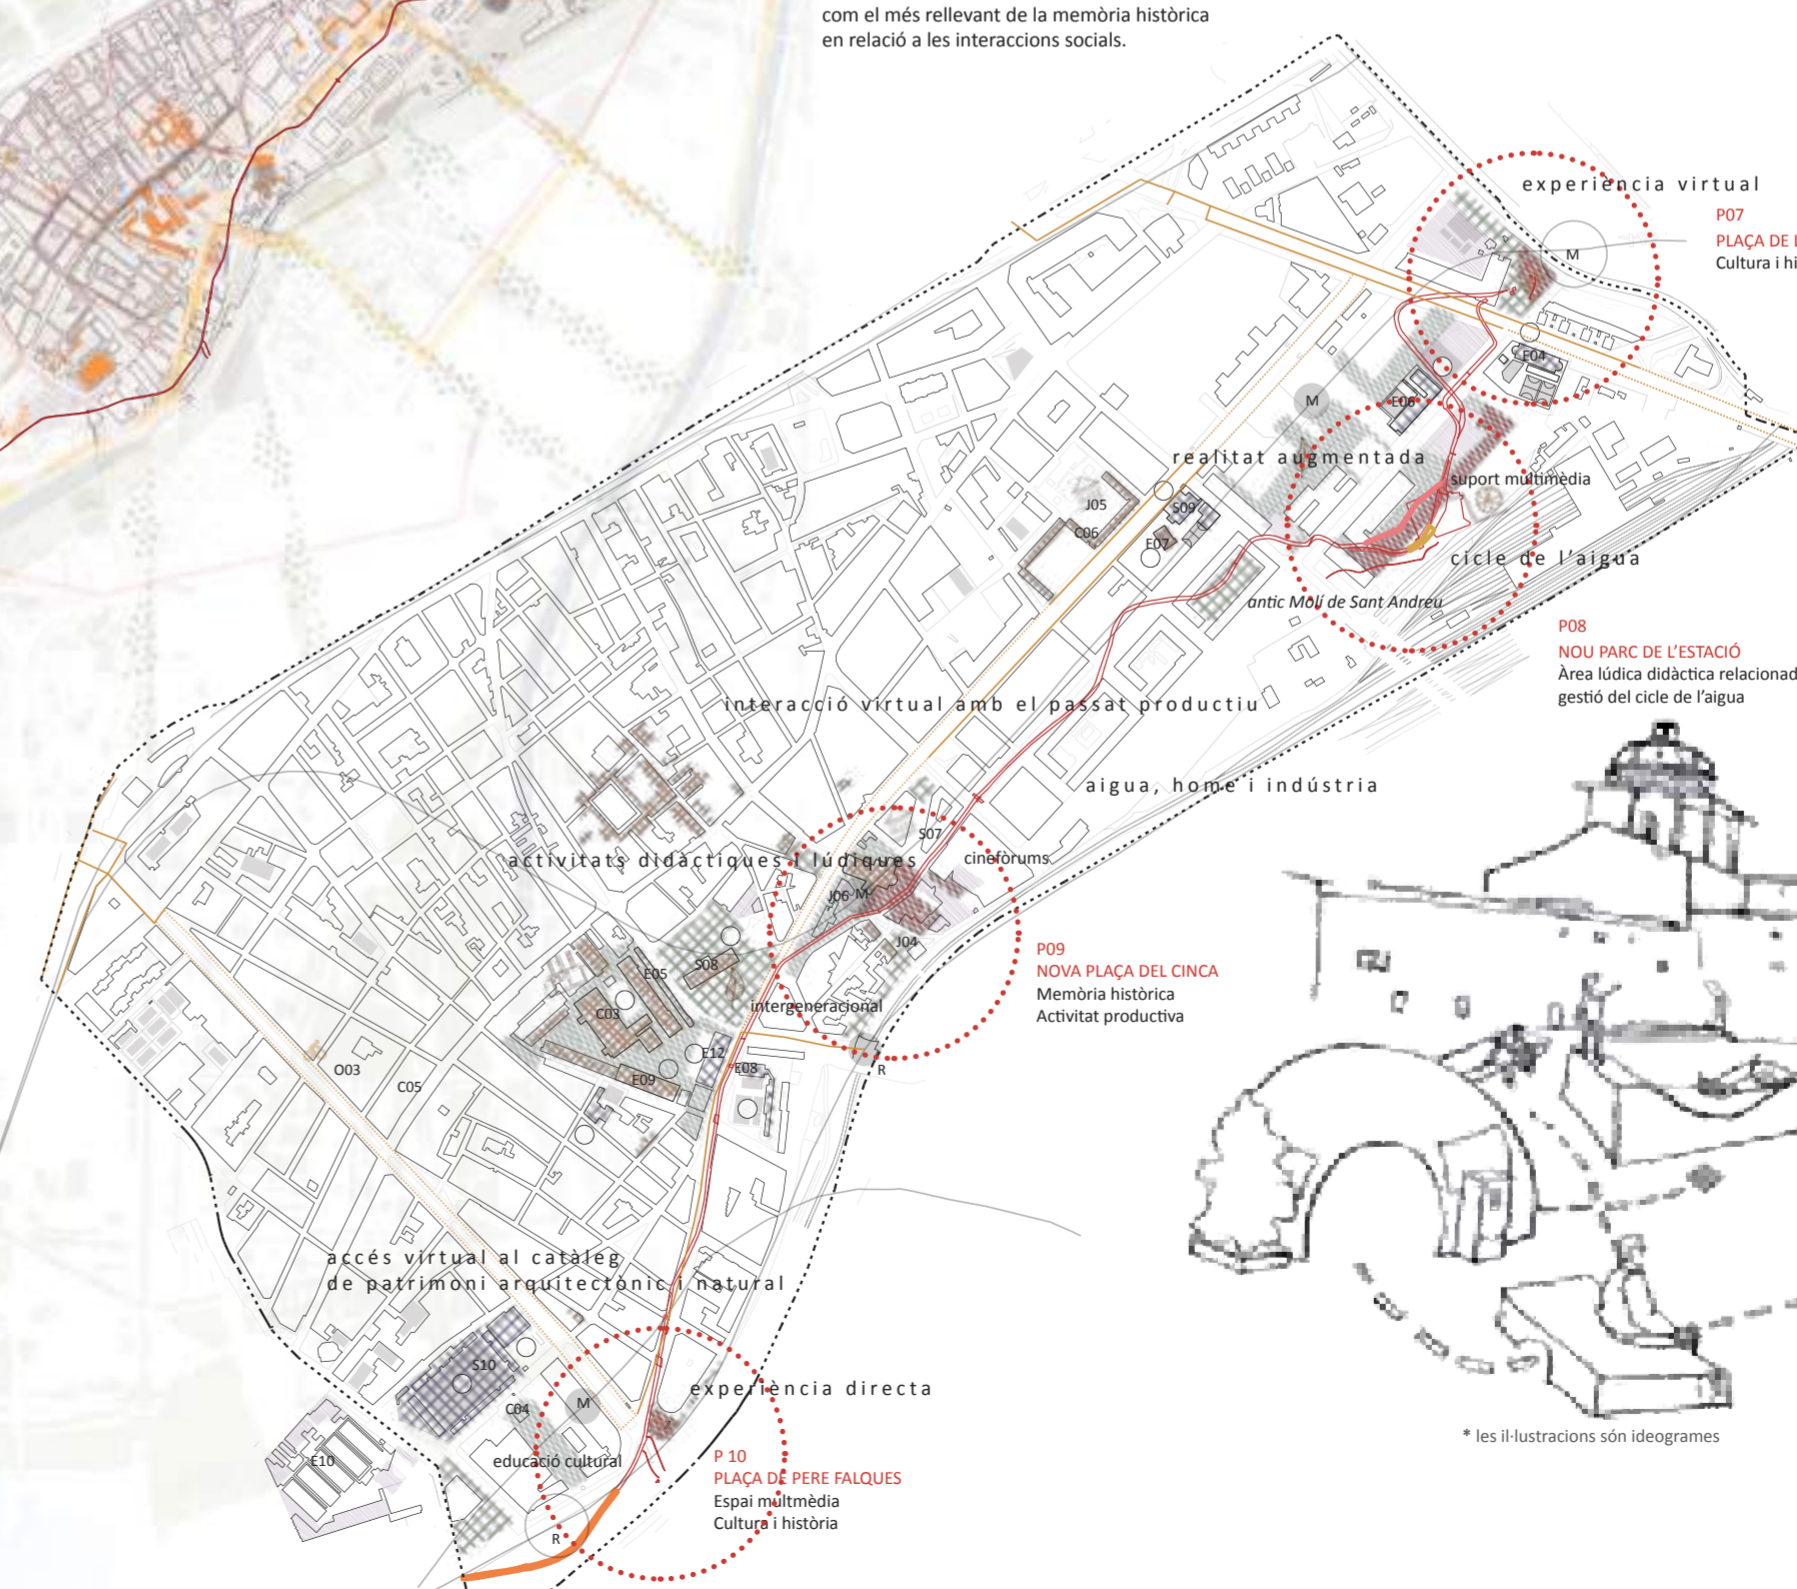 com el més rellevant de la memòria històrica
en relació a les interaccions socials.
experiència virtual
P07
PLAÇA DE
Cultura i
M
E04
M
E06
realitat augmentada
suport multimèdia
J05
C06
S09
E07
cicle de l'aigua
antic Molí de Sant Andreu
P08
NOU PARC DE L'ESTACIÓ
Àrea lúdica didàctica
gestió del cicle de l'aigua
interacció virtual amb el passat productiu
aigua, home i indústria
S07
activitats didàctiques i lúdiques
cinefòrums
J06
M
J04
P09
NOVA PLAÇA DEL CINCA
Memòria històrica
Activitat productiva
E05
S08
intergeneracional
C03
E12
E08
R
E09
O03
C05
accés virtual al catàleg
de patrimoni arquitectònic i natural
S10
experiència directa
C04
M
E10
educació cultural
P 10
PLAÇA DE PERE FALQUES
Espai multmèdia
Cultura i història
R
* les il·lustracions són ideogrames